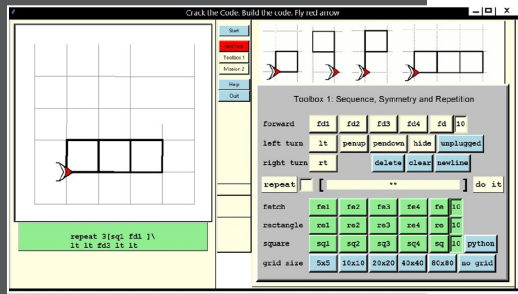 Crack the Code. Build the code. Fly red arrow
Start
Toolbox 1
Mission 2
Help
Quit
Toolbox 1: Sequence, Symmetry and Repetition
forward fd1 fd2 fd3 fd4 fd 10
left turn lt penup pendown hide unplugged
right turn rt delete clear newline
repeat [ ** ] do it
fetch fe1 fe2 fe3 fe4 fe 10
rectangle re1 re2 re3 re4 re 10
square sq1 sq2 sq3 sq4 sq 10 python
grid size 5x5 10x10 20x20 40x40 80x80 no grid
repeat 3[sq1 fd1 ]\
lt lt fd3 lt lt